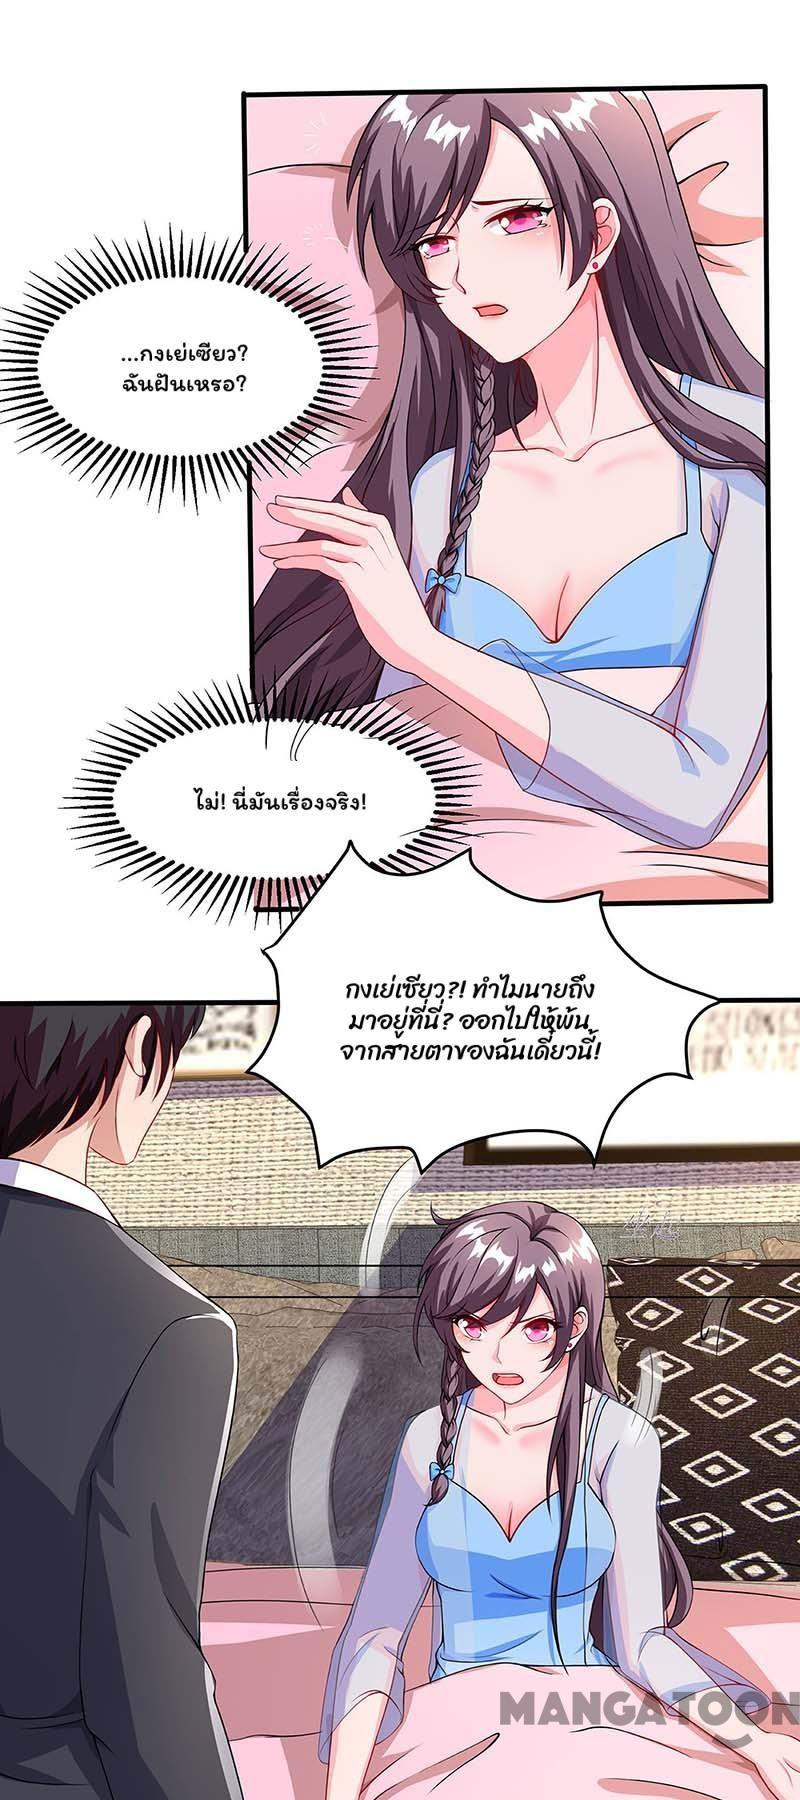 ...กงเย่เซียว?
ฉันฝันเหรอ?
ไม่! นี่มันเรื่องจริง!
กงเย่เซียว?! ทำไมนายถึง
มาอยู่ที่นี่? ออกไปให้พ้น
จากสายตาของฉันเดี๋ยวนี้!
坐起
MANGATOON